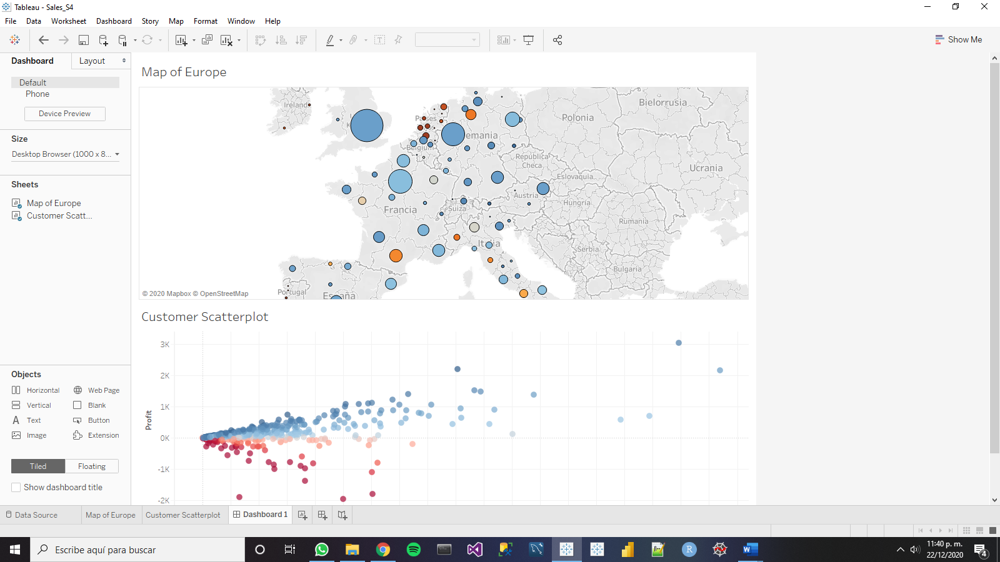 Tableau - Sales_S4
File Data Worksheet Dashboard Story Map Format Window Help
Show Me
Dashboard Layout
Default
Phone
Device Preview
Size
Desktop Browser (1000 x 8...
Sheets
Map of Europe
Customer Scatt...
Objects
Horizontal Web Page
Vertical Blank
Text Button
Image Extension
Tiled Floating
Show dashboard title
Map of Europe
Ireland
Bielorrusia
Polonia
emania
República
Checa
Ucrania
Eslovaquia
Austria
Hungría
Francia
Suiza
Rumania
Italia
Serbia
Bulgaria
Portugal
España
© 2020 Mapbox © OpenStreetMap
Customer Scatterplot
Profit
3K
2K
1K
0K
-1K
-2K
Data Source Map of Europe Customer Scatterplot Dashboard 1
Escribe aquí para buscar
11:40 p. m.
22/12/2020
4